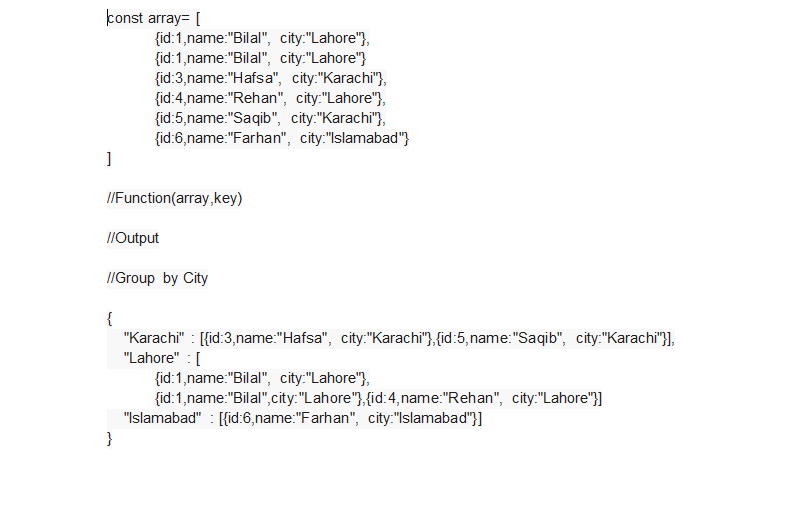 const array= [
{id:1,name:"Bilal", city:"Lahore"},
{id:1,name:"Bilal", city:"Lahore"}
{id:3,name:"Hafsa", city:"Karachi"},
{id:4,name:"Rehan", city:"Lahore"},
{id:5,name:"Saqib", city:"Karachi"},
{id:6,name:"Farhan", city:"Islamabad"}
]
//Function(array,key)
//Output
//Group by City
{
"Karachi" : [{id:3,name:"Hafsa", city:"Karachi"},{id:5,name:"Saqib", city:"Karachi"}],
"Lahore" : [
{id:1,name:"Bilal", city:"Lahore"},
{id:1,name:"Bilal",city:"Lahore"},{id:4,name:"Rehan", city:"Lahore"}]
"Islamabad" : [{id:6,name:"Farhan", city:"Islamabad"}]
}